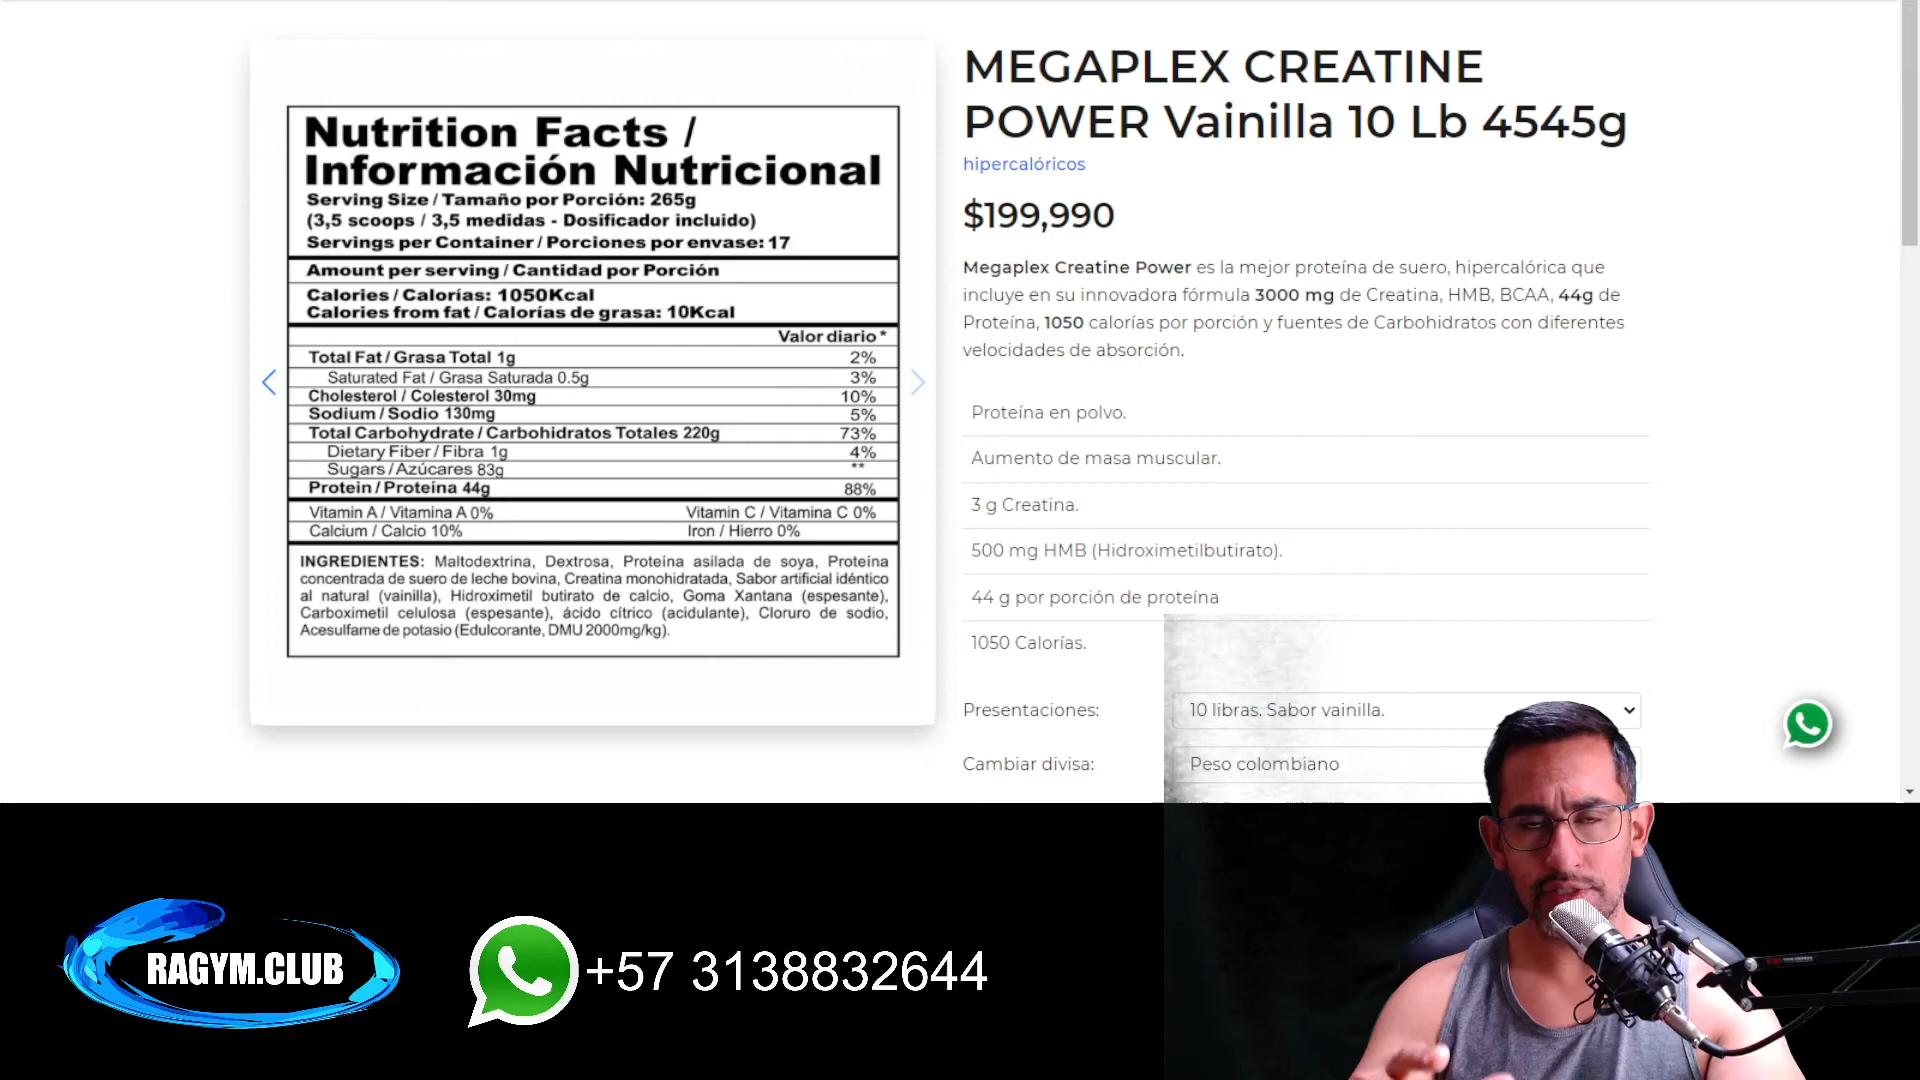 Nutrition Facts /
Información Nutricional
Serving Size / Tamaño por Porción: 265g
(3,5 scoops / 3,5 medidas - Dosificador incluido)
Servings per Container / Porciones por envase: 17
Amount per serving / Cantidad por Porción
Calories / Calorías: 1050Kcal
Calories from fat / Calorías de grasa: 10Kcal
Valor diario *
Total Fat / Grasa Total 1g 2%
Saturated Fat / Grasa Saturada 0.5g 3%
Cholesterol / Colesterol 30mg 10%
Sodium / Sodio 130mg 5%
Total Carbohydrate / Carbohidratos Totales 220g 73%
Dietary Fiber / Fibra 1g 4%
Sugars / Azúcares 83g **
Protein / Proteína 44g 88%
Vitamin A / Vitamina A 0% Vitamin C / Vitamina C 0%
Calcium / Calcio 10% Iron / Hierro 0%
INGREDIENTES: Maltodextrina, Dextrosa, Proteína asilada de soya, Proteína
concentrada de suero de leche bovina, Creatina monohidratada, Sabor artificial idéntico
al natural (vainilla), Hidroximetil butirato de calcio, Goma Xantana (espesante),
Carboximetil celulosa (espesante), ácido cítrico (acidulante), Cloruro de sodio,
Acesulfame de potasio (Edulcorante, DMU 2000mg/kg).
MEGAPLEX CREATINE
POWER Vainilla 10 Lb 4545g
hipercalóricos
$199,990
Megaplex Creatine Power es la mejor proteína de suero, hipercalórica que
incluye en su innovadora fórmula 3000 mg de Creatina, HMB, BCAA, 44g de
Proteína, 1050 calorías por porción y fuentes de Carbohidratos con diferentes
velocidades de absorción.
Proteína en polvo.
Aumento de masa muscular.
3 g Creatina.
500 mg HMB (Hidroximetilbutirato).
44 g por porción de proteína
1050 Calorías.
Presentaciones: 10 libras. Sabor vainilla.
Cambiar divisa: Peso colombiano
RAGYM.CLUB
+57 3138832644